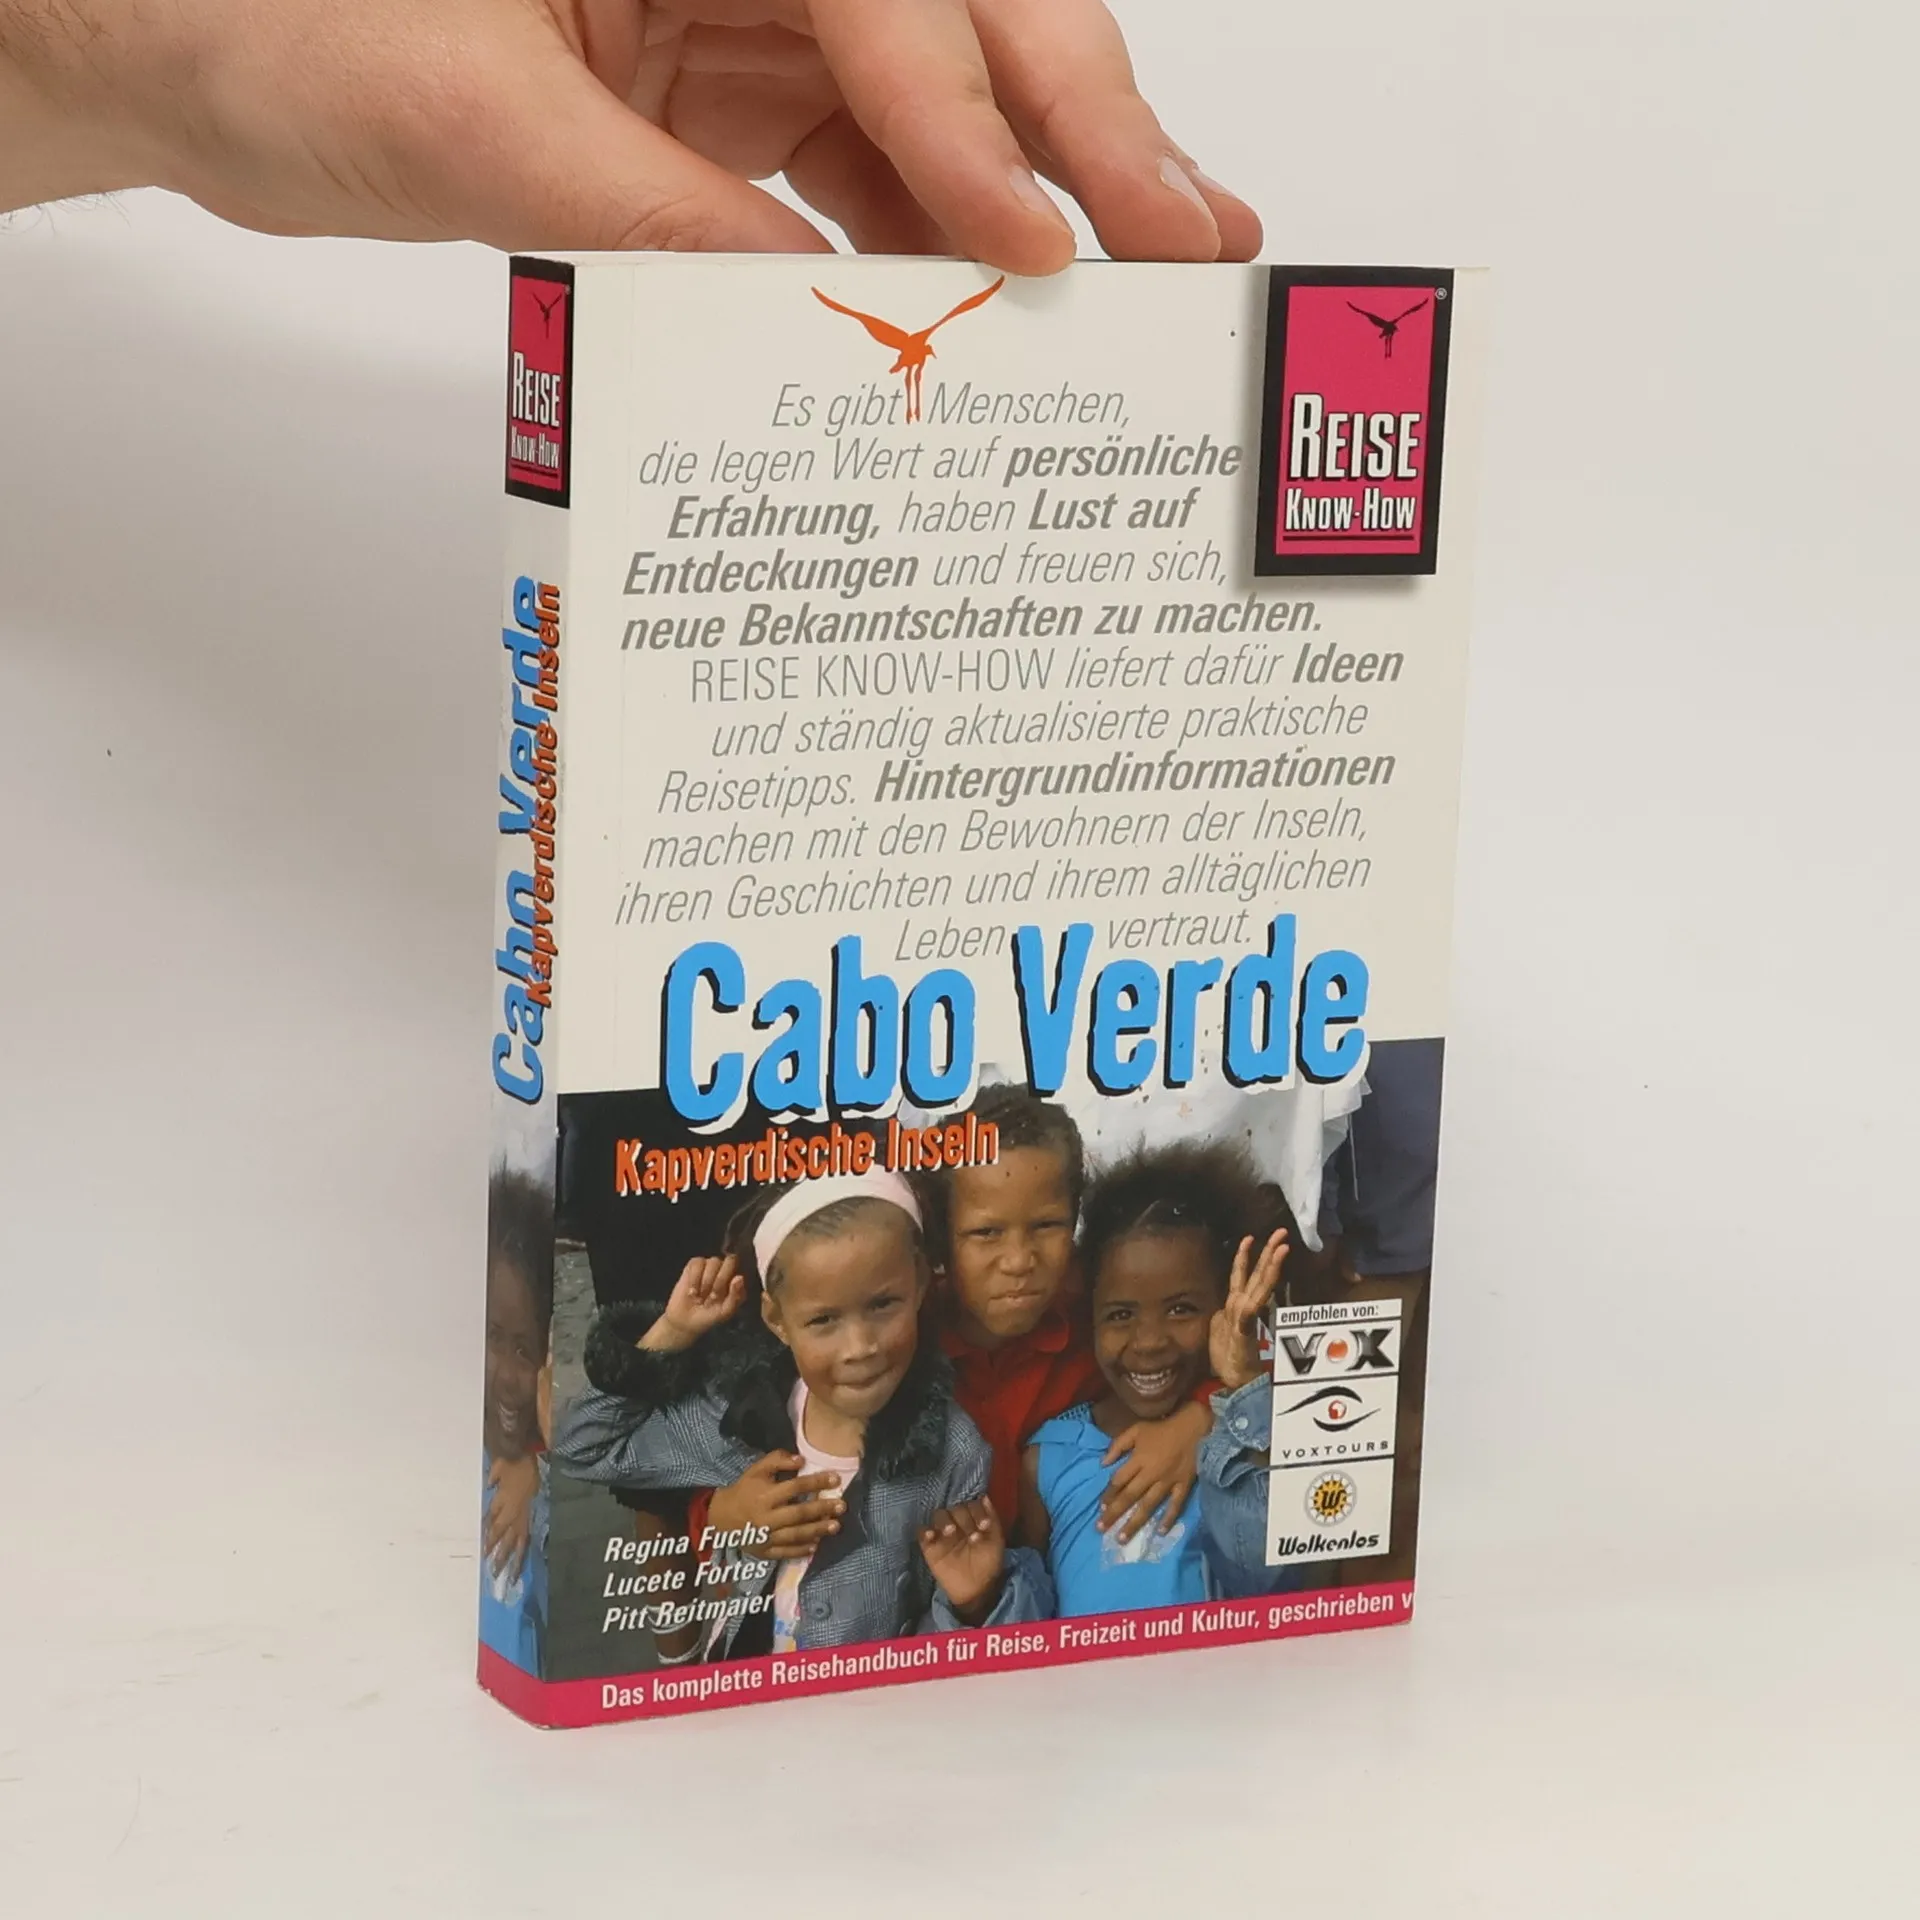 REISE
KNOW-HOW
Cabo Verde
Kapverdische Inseln
Es gibt Menschen,
die legen Wert auf persönliche
Erfahrung, haben Lust auf
Entdeckungen und freuen sich,
neue Bekanntschaften zu machen.
REISE KNOW-HOW liefert dafür Ideen
und ständig aktualisierte praktische
Reisetipps. Hintergrundinformationen
machen mit den Bewohnern der Inseln,
ihren Geschichten und ihrem alltäglichen
Leben vertraut.
REISE
KNOW-HOW
®
Cabo Verde
Kapverdische Inseln
empfohlen von:
VOX
VOXTOURS
W
Wolkenlos
Regina Fuchs
Lucete Fortes
Pitt Reitmaier
Das komplette Reisehandbuch für Reise, Freizeit und Kultur, geschrieben v